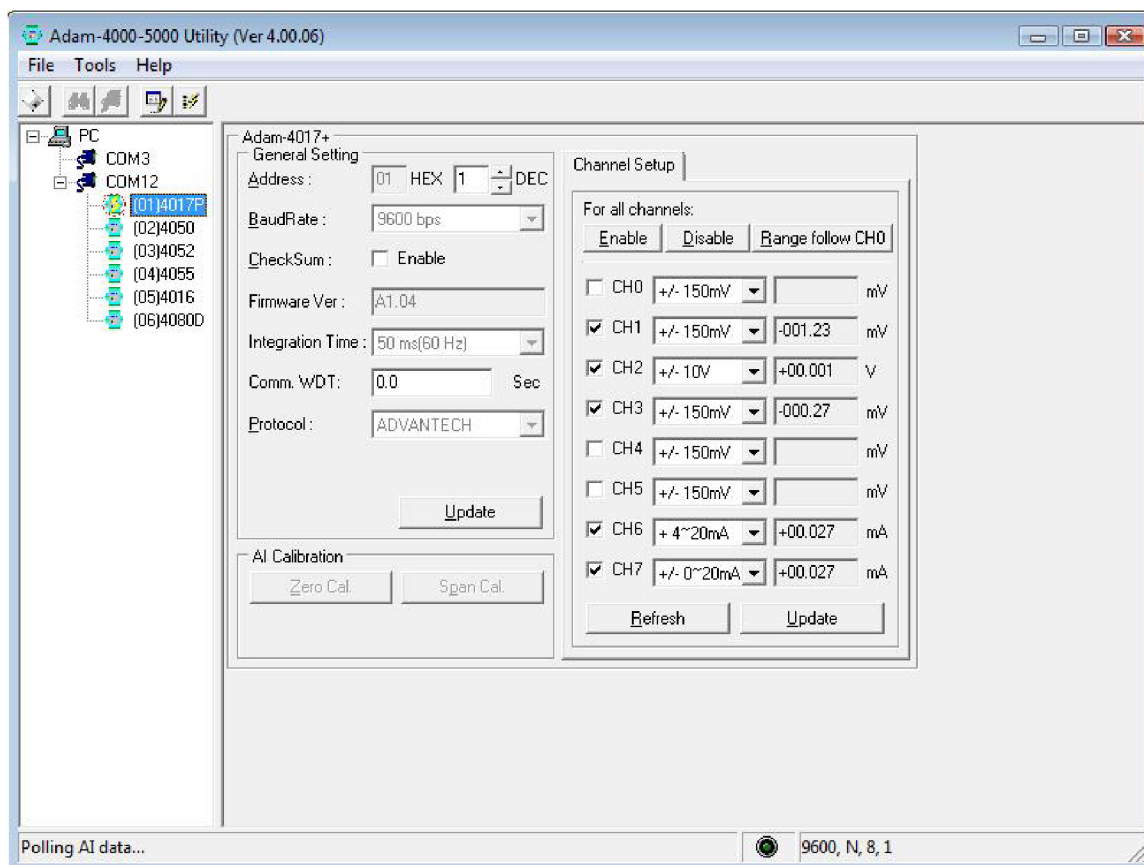 Adam-4000-5000 Utility (Ver 4.00.06)
File Tools Help
PC
COM3
COM12
(01)4017P
(02)4050
(03)4052
(04)4055
(05)4016
(06)4080D
Adam-4017+
General Setting
Address : 01 HEX 1 DEC
BaudRate : 9600 bps
CheckSum : Enable
Firmware Ver : A1.04
Integration Time : 50 ms(60 Hz)
Comm. WDT: 0.0 Sec
Protocol : ADVANTECH
Update
AI Calibration
Zero Cal. Span Cal.
Channel Setup
For all channels:
Enable Disable Range follow CH0
CH0 +/- 150mV mV
CH1 +/- 150mV -001.23 mV
CH2 +/- 10V +00.001 V
CH3 +/- 150mV -000.27 mV
CH4 +/- 150mV mV
CH5 +/- 150mV mV
CH6 + 4~20mA +00.027 mA
CH7 +/- 0~20mA +00.027 mA
Refresh Update
Polling AI data... 9600, N, 8, 1